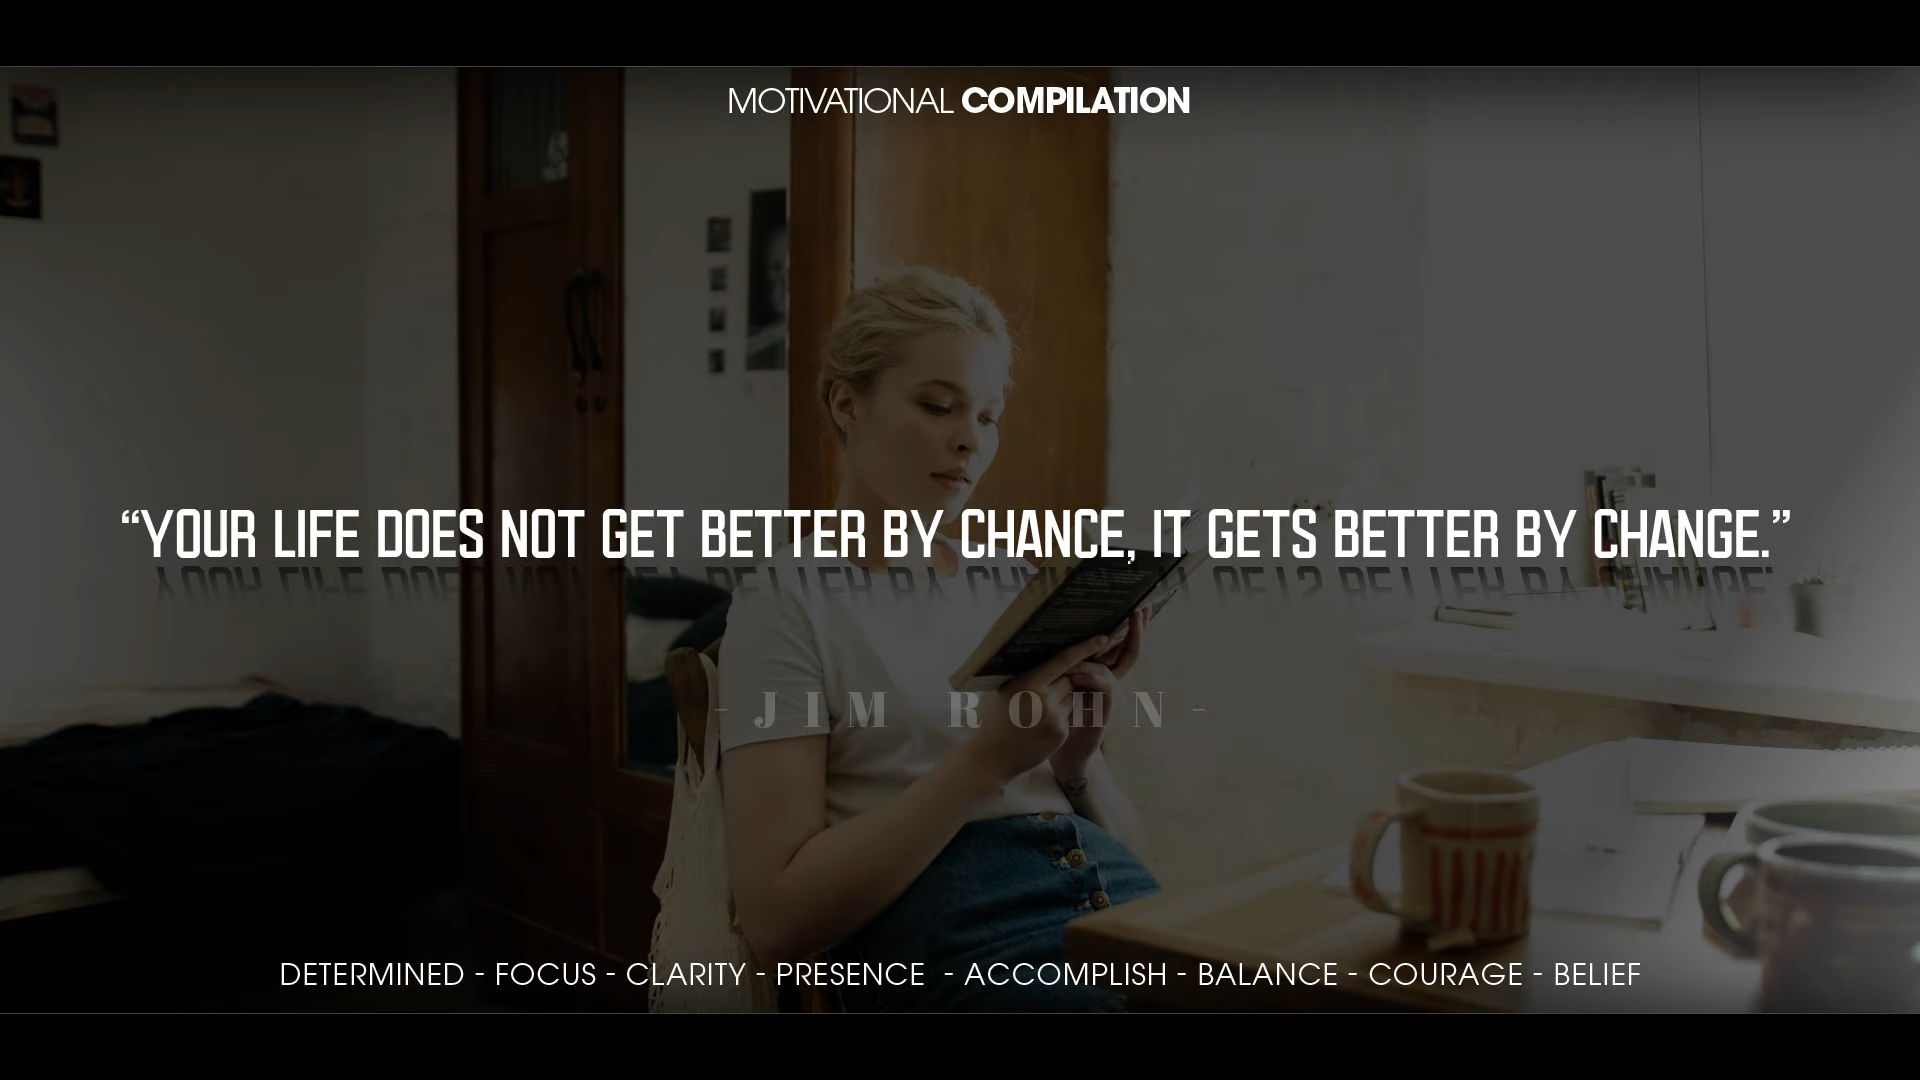 MOTIVATIONAL COMPILATION
“YOUR LIFE DOES NOT GET BETTER BY CHANCE, IT GETS BETTER BY CHANGE.”
- JIM ROHN -
DETERMINED - FOCUS - CLARITY - PRESENCE - ACCOMPLISH - BALANCE - COURAGE - BELIEF